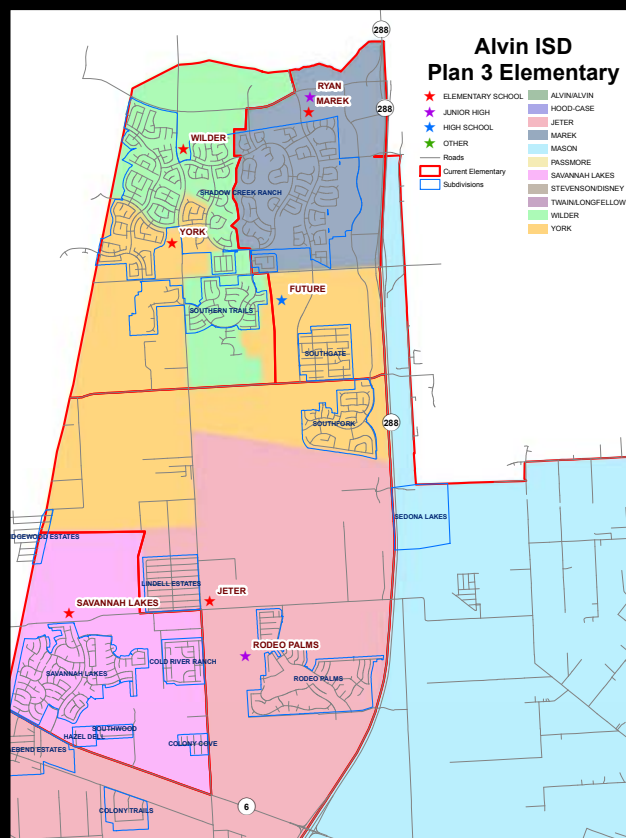 Alvin ISD
Plan 3 Elementary
ELEMENTARY SCHOOL
JUNIOR HIGH
HIGH SCHOOL
OTHER
Roads
Current Elementary
Subdivisions
ALVIN/ALVIN
HOOD-CASE
JETER
MAREK
MASON
PASSMORE
SAVANNAH LAKES
STEVENSON/DISNEY
TWAIN/LONGFELLOW
WILDER
YORK
288
RYAN
MAREK
288
WILDER
SHADOW CREEK RANCH
YORK
FUTURE
SOUTHERN TRAILS
SOUTHGATE
SOUTHFORK
288
SEDONA LAKES
DGEWOOD ESTATES
LINDELL ESTATES
JETER
SAVANNAH LAKES
RODEO PALMS
COLD RIVER RANCH
SAVANNAH LAKES
RODEO PALMS
SOUTHWOOD
HAZEL DELL
COLONY COVE
GEBEND ESTATES
6
COLONY TRAILS